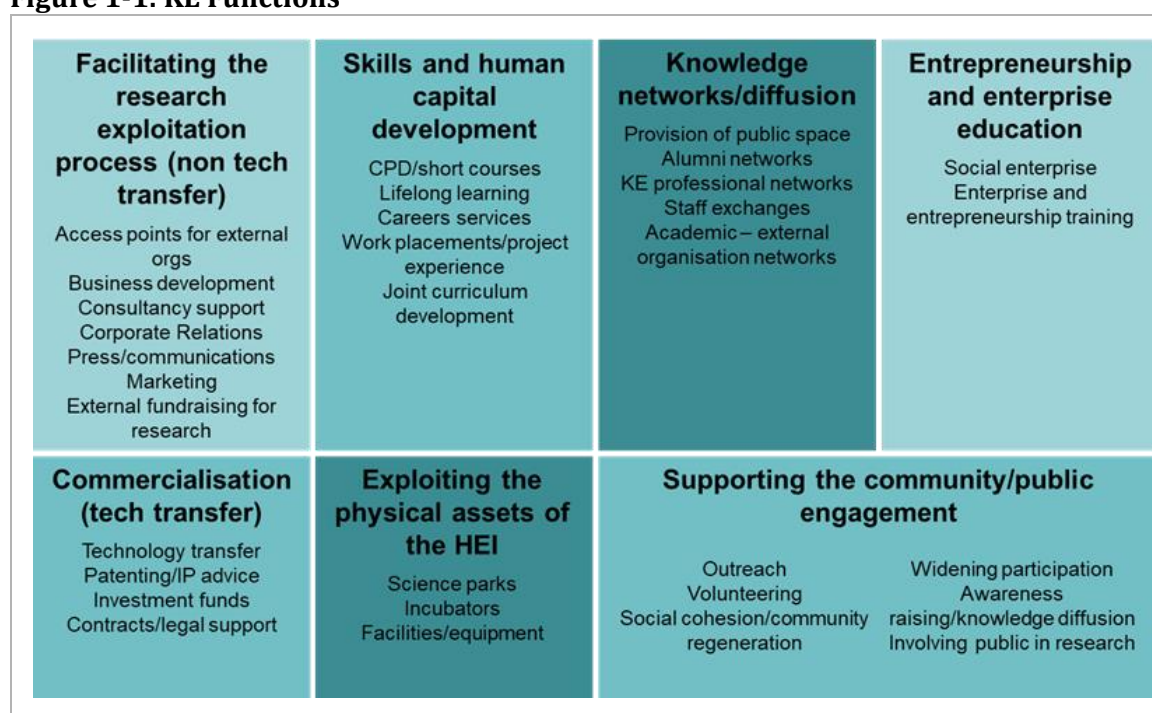 Figure 1-1: KE Functions
Facilitating the
research
exploitation
process (non tech
transfer)
Access points for external
orgs
Business development
Consultancy support
Corporate Relations
Press/communications
Marketing
External fundraising for
research
Skills and human
capital
development
CPD/short courses
Lifelong learning
Careers services
Work placements/project
experience
Joint curriculum
development
Knowledge
networks/diffusion
Provision of public space
Alumni networks
KE professional networks
Staff exchanges
Academic – external
organisation networks
Entrepreneurship
and enterprise
education
Social enterprise
Enterprise and
entrepreneurship training
Commercialisation
(tech transfer)
Technology transfer
Patenting/IP advice
Investment funds
Contracts/legal support
Exploiting the
physical assets of
the HEI
Science parks
Incubators
Facilities/equipment
Supporting the community/public
engagement
Outreach
Volunteering
Social cohesion/community
regeneration
Widening participation
Awareness
raising/knowledge diffusion
Involving public in research